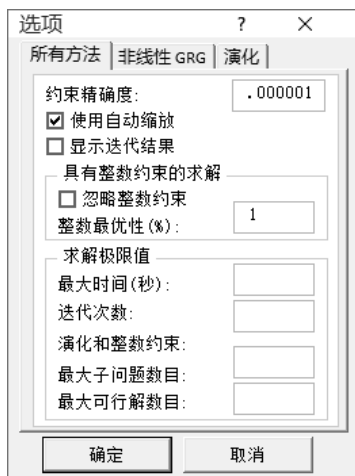 选项 ? ×
所有方法 非线性 GRG 演化
约束精确度: .000001
使用自动缩放
显示迭代结果
具有整数约束的求解
忽略整数约束
整数最优性(%): 1
求解极限值
最大时间(秒):
迭代次数:
演化和整数约束:
最大子问题数目:
最大可行解数目:
确定 取消